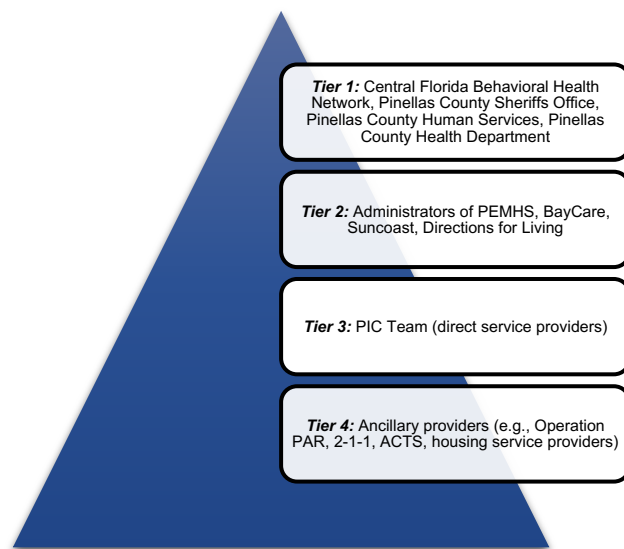 Tier 1: Central Florida Behavioral Health
Network, Pinellas County Sheriffs Office,
Pinellas County Human Services, Pinellas
County Health Department
Tier 2: Administrators of PEMHS, BayCare,
Suncoast, Directions for Living
Tier 3: PIC Team (direct service providers)
Tier 4: Ancillary providers (e.g., Operation
PAR, 2-1-1, ACTS, housing service providers)